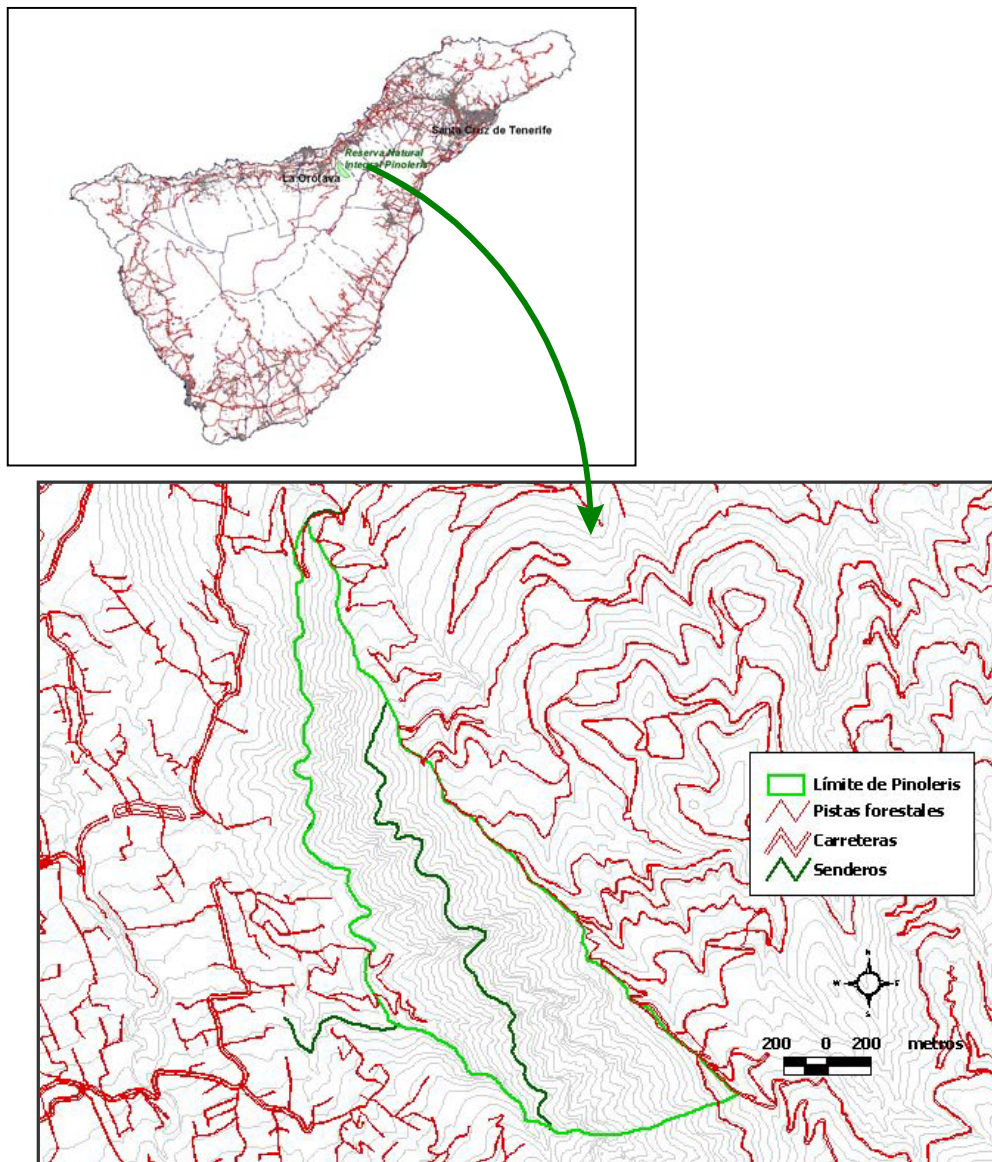 Santa Cruz de Tenerife
Reserva Natural
Integral Pinoleris
La Orotava
Límite de Pinoleris
Pistas forestales
Carreteras
Senderos
N
W E
S
200 0 200 metros